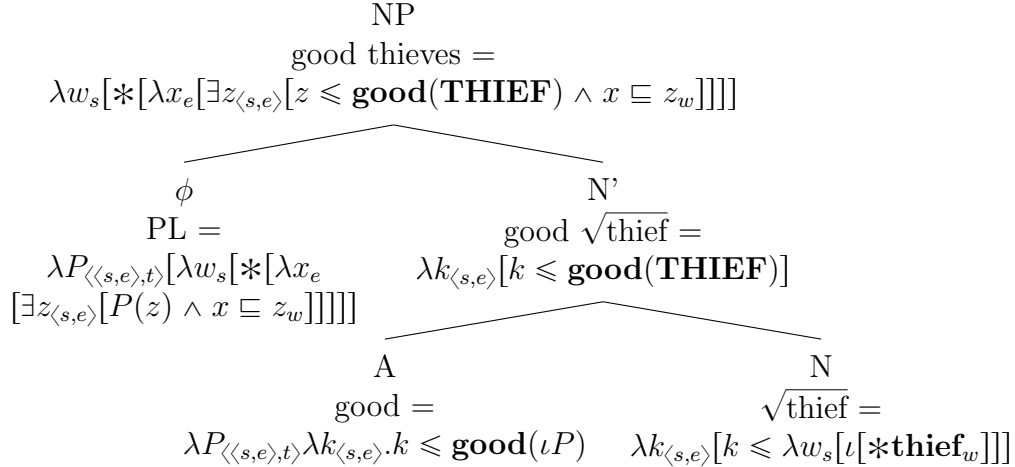 NP
good thieves =
λw_s[∗[λx_e[∃z_⟨s,e⟩[z ⩽ good(THIEF) ∧ x ⊑ z_w]]]]
ϕ
PL =
λP_⟨⟨s,e⟩,t⟩[λw_s[∗[λx_e
[∃z_⟨s,e⟩[P(z) ∧ x ⊑ z_w]]]]]
N’
good √thief =
λk_⟨s,e⟩[k ⩽ good(THIEF)]
A
good =
λP_⟨⟨s,e⟩,t⟩λk_⟨s,e⟩.k ⩽ good(ιP)
N
√thief =
λk_⟨s,e⟩[k ⩽ λw_s[ι[∗thief_w]]]